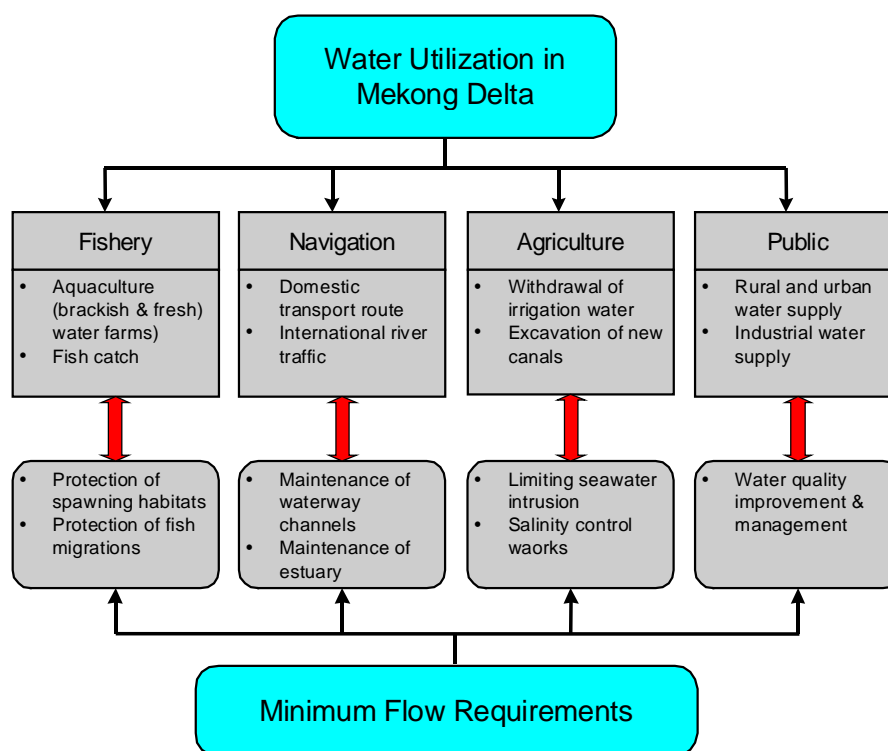 Water Utilization in
Mekong Delta
Fishery
• Aquaculture
(brackish & fresh)
water farms)
• Fish catch
Navigation
• Domestic
transport route
• International river
traffic
Agriculture
• Withdrawal of
irrigation water
• Excavation of new
canals
Public
• Rural and urban
water supply
• Industrial water
supply
• Protection of
spawning habitats
• Protection of fish
migrations
• Maintenance of
waterway
channels
• Maintenance of
estuary
• Limiting seawater
intrusion
• Salinity control
waorks
• Water quality
improvement &
management
Minimum Flow Requirements